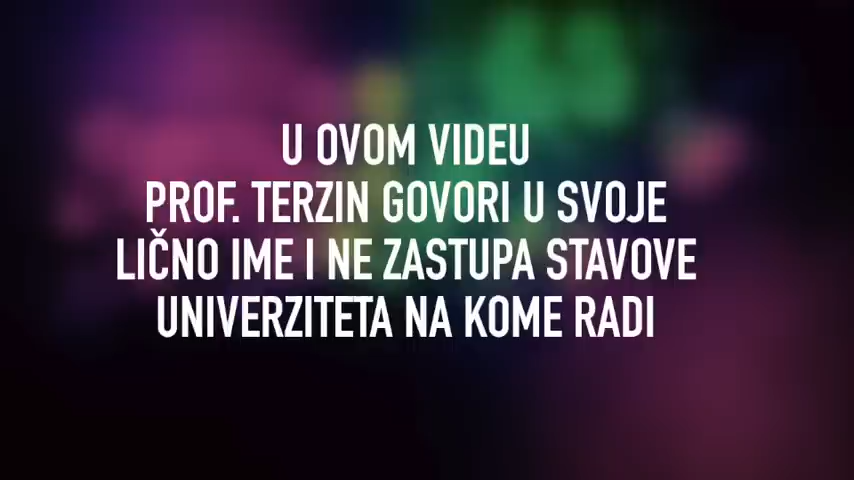 U OVOM VIDEU
PROF. TERZIN GOVORI U SVOJE
LIČNO IME I NE ZASTUPA STAVOVE
UNIVERZITETA NA KOME RADI